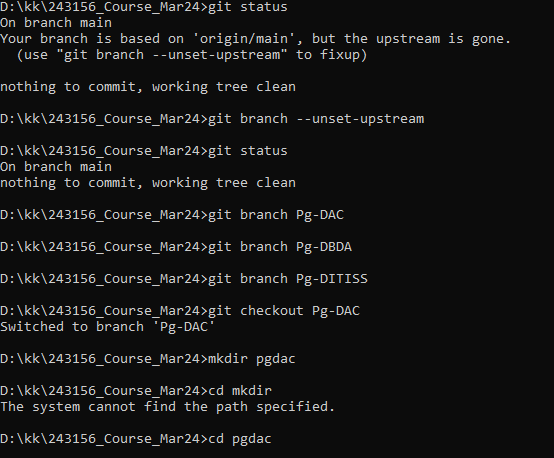 D:\kk\243156_Course_Mar24>git status
On branch main
Your branch is based on 'origin/main', but the upstream is gone.
  (use "git branch --unset-upstream" to fixup)
nothing to commit, working tree clean
D:\kk\243156_Course_Mar24>git branch --unset-upstream
D:\kk\243156_Course_Mar24>git status
On branch main
nothing to commit, working tree clean
D:\kk\243156_Course_Mar24>git branch Pg-DAC
D:\kk\243156_Course_Mar24>git branch Pg-DBDA
D:\kk\243156_Course_Mar24>git branch Pg-DITISS
D:\kk\243156_Course_Mar24>git checkout Pg-DAC
Switched to branch 'Pg-DAC'
D:\kk\243156_Course_Mar24>mkdir pgdac
D:\kk\243156_Course_Mar24>cd mkdir
The system cannot find the path specified.
D:\kk\243156_Course_Mar24>cd pgdac